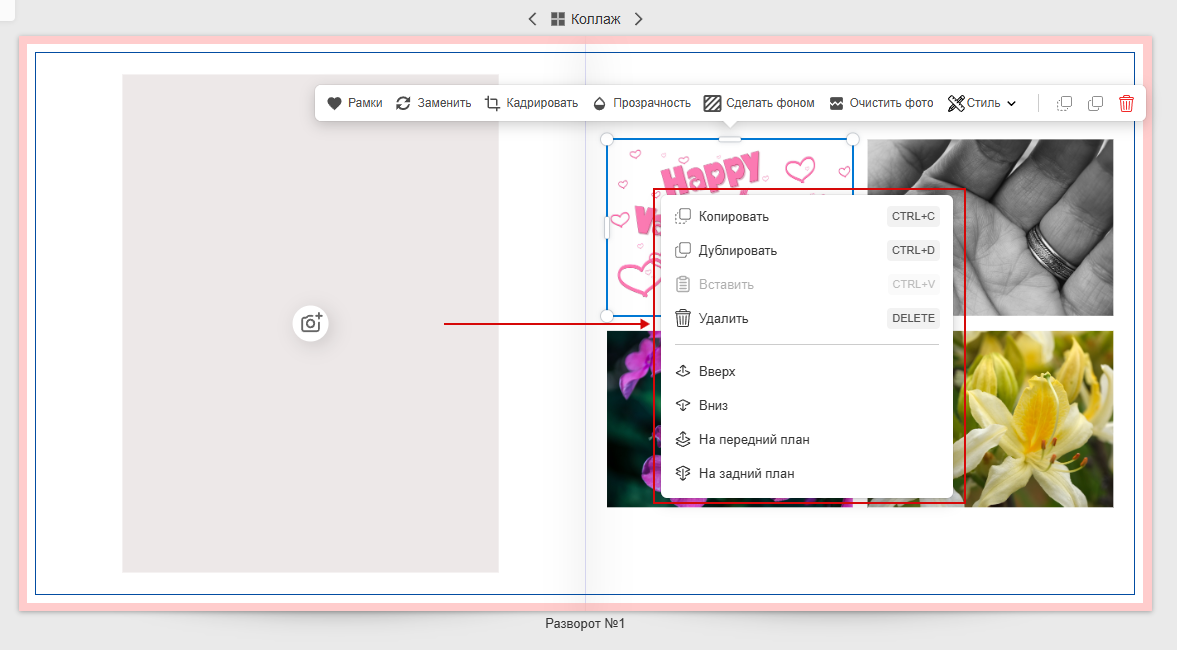 Коллаж
Рамки Заменить Кадрировать Прозрачность Сделать фоном Очистить фото Стиль
Happy
Копировать CTRL+C
Дублировать CTRL+D
Вставить CTRL+V
Удалить DELETE
Вверх
Вниз
На передний план
На задний план
Разворот №1